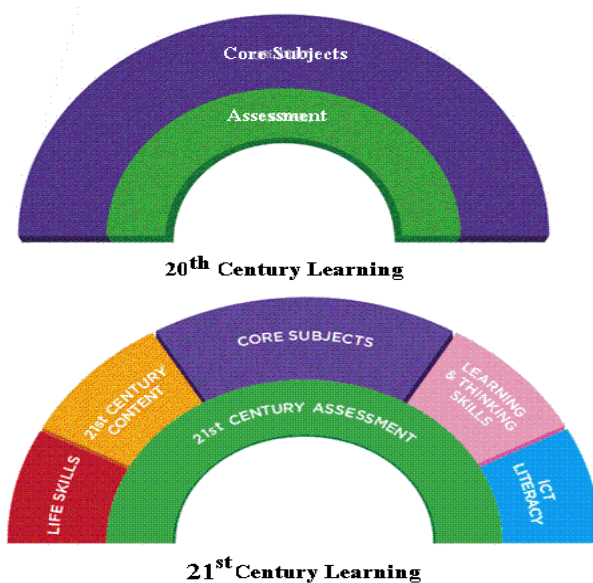 Core Subjects
Assessment
20th Century Learning
CORE SUBJECTS
21st CENTURY
CONTENT
LEARNING
& THINKING
SKILLS
21st CENTURY ASSESSMENT
LIFE SKILLS
ICT
LITERACY
21st Century Learning